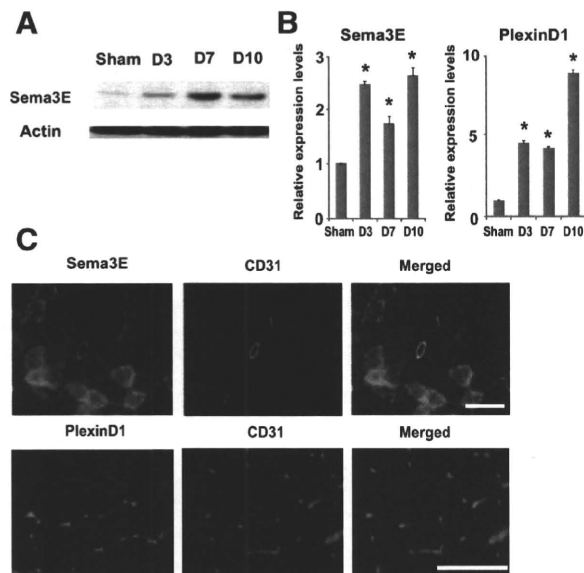 A
Sham D3 D7 D10
Sema3E
Actin
B
Sema3E
Relative expression levels
3
2
1
0
* * *
Sham D3 D7 D10
PlexinD1
Relative expression levels
10
5
0
* * *
Sham D3 D7 D10
C
Sema3E CD31 Merged
PlexinD1 CD31 Merged